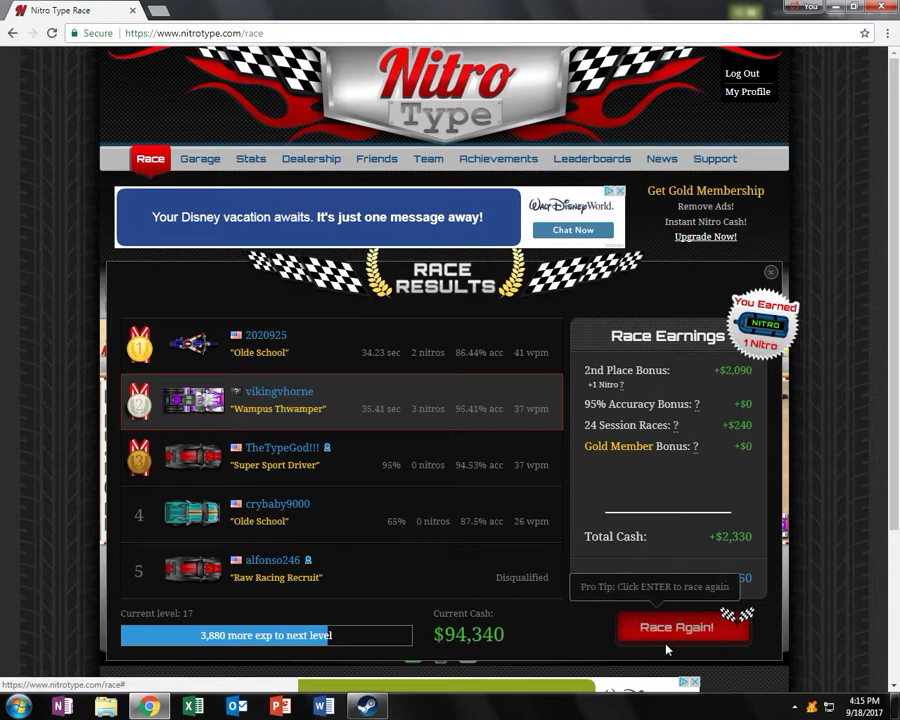 Nitro Type Race
You
Secure | https://www.nitrotype.com/race
Nitro
Type
Log Out
My Profile
Race Garage Stats Dealership Friends Team Achievements Leaderboards News Support
Your Disney vacation awaits. It's just one message away!
Walt Disney World.
Chat Now
Get Gold Membership
Remove Ads!
Instant Nitro Cash!
Upgrade Now!
RACE
RESULTS
You Earned
NITRO
1 Nitro
1 2020925
"Olde School" 34.23 sec 2 nitros 86.44% acc 41 wpm
2 vikingvhorne
"Wampus Thwamper" 35.41 sec 3 nitros 95.41% acc 37 wpm
3 TheTypeGod!!!
"Super Sport Driver" 95% 0 nitros 94.53% acc 37 wpm
4 crybaby9000
"Olde School" 65% 0 nitros 87.5% acc 26 wpm
5 alfonso246
"Raw Racing Recruit" Disqualified
Race Earnings
2nd Place Bonus: +$2,090
+1 Nitro ?
95% Accuracy Bonus: ? +$0
24 Session Races: ? +$240
Gold Member Bonus: ? +$0
Total Cash: +$2,330
Pro Tip: Click ENTER to race again
Current level: 17
3,880 more exp to next level
Current Cash:
$94,340
Race Again!
https://www.nitrotype.com/race#
4:15 PM
9/18/2017